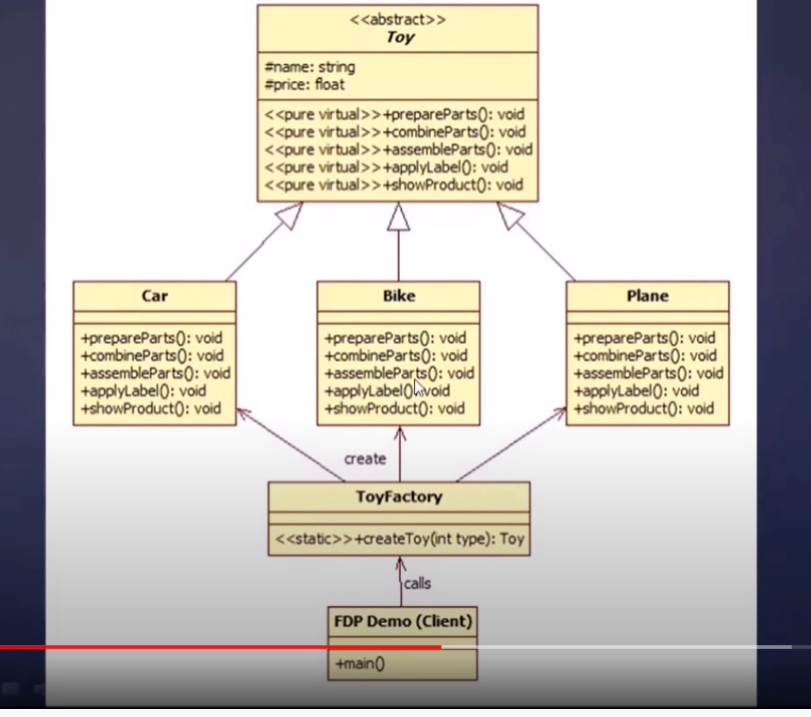 <<abstract>>
Toy
#name: string
#price: float
<<pure virtual>>+prepareParts(): void
<<pure virtual>>+combineParts(): void
<<pure virtual>>+assembleParts(): void
<<pure virtual>>+applyLabel(): void
<<pure virtual>>+showProduct(): void
Car
+prepareParts(): void
+combineParts(): void
+assembleParts(): void
+applyLabel(): void
+showProduct(): void
Bike
+prepareParts(): void
+combineParts(): void
+assembleParts(): void
+applyLabel(): void
+showProduct(): void
Plane
+prepareParts(): void
+combineParts(): void
+assembleParts(): void
+applyLabel(): void
+showProduct(): void
create
ToyFactory
<<static>>+createToy(int type): Toy
calls
FDP Demo (Client)
+main()